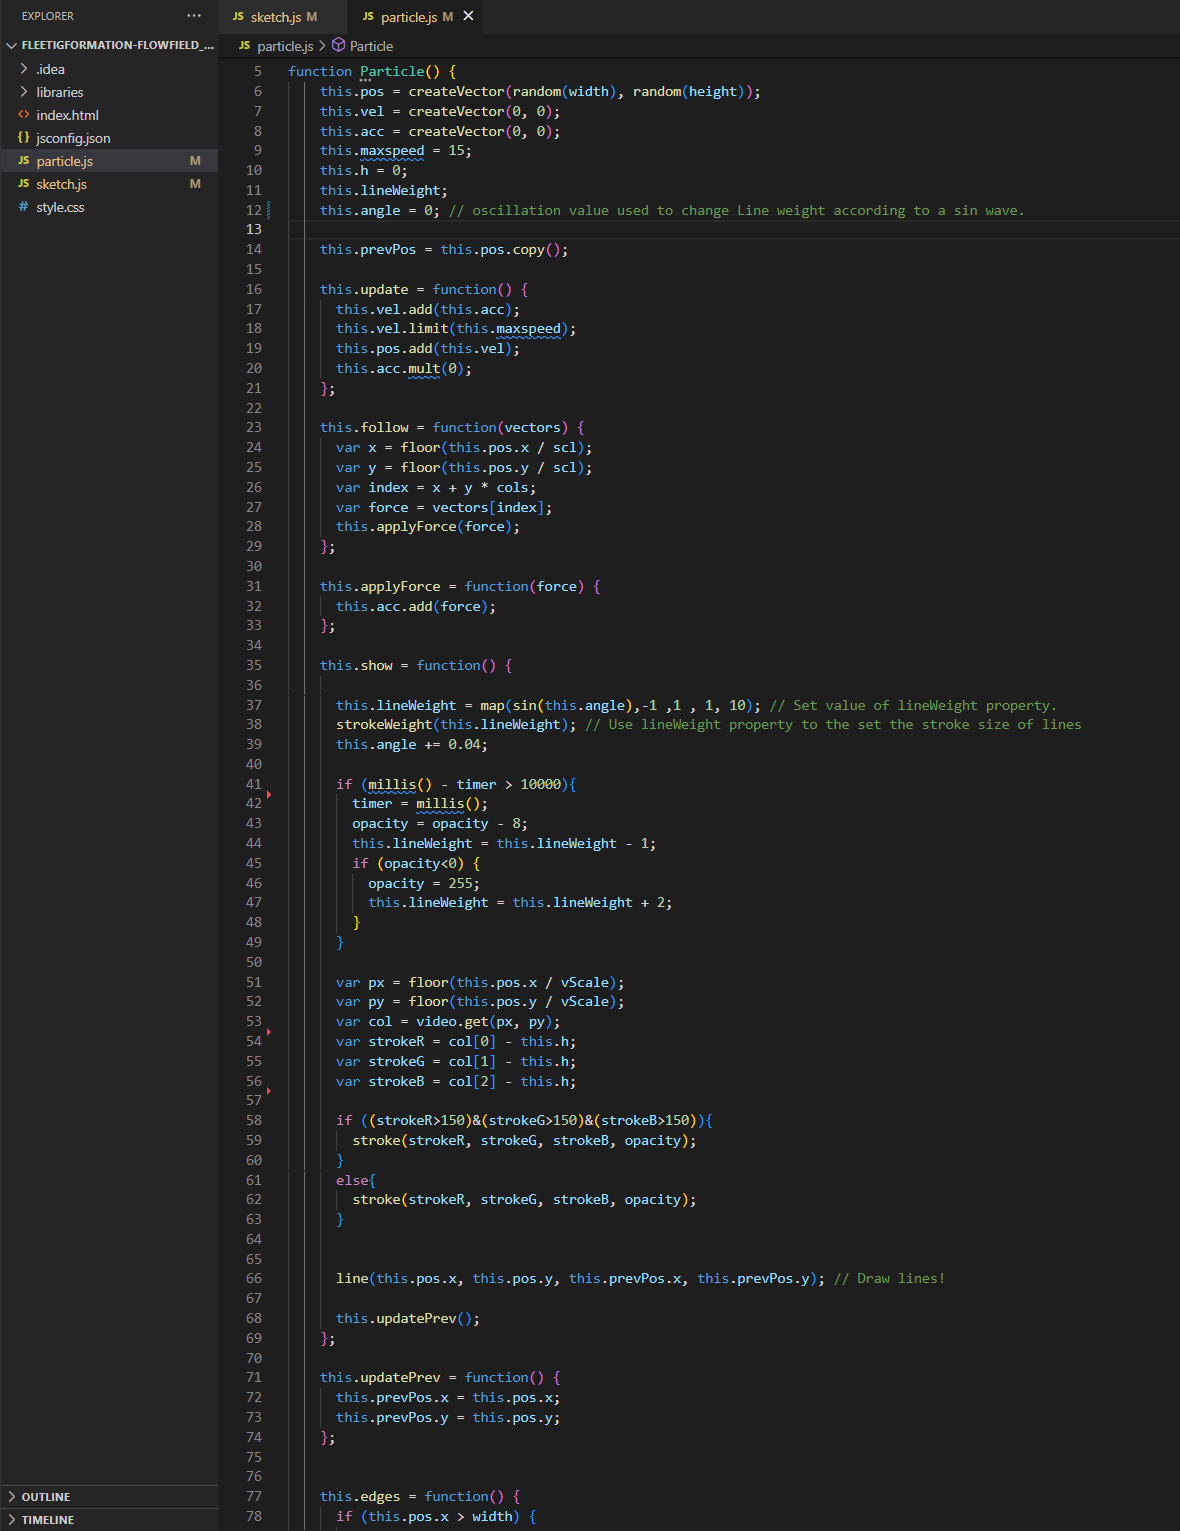 EXPLORER
FLEETIGFORMATION-FLOWFIELD_...
.idea
libraries
index.html
jsconfig.json
particle.js M
sketch.js M
style.css
OUTLINE
TIMELINE
JS sketch.js M JS particle.js M
JS particle.js > Particle
5 function Particle() {
6 this.pos = createVector(random(width), random(height));
7 this.vel = createVector(0, 0);
8 this.acc = createVector(0, 0);
9 this.maxspeed = 15;
10 this.h = 0;
11 this.lineWeight;
12 this.angle = 0; // oscillation value used to change Line weight according to a sin wave.
13
14 this.prevPos = this.pos.copy();
15
16 this.update = function() {
17 this.vel.add(this.acc);
18 this.vel.limit(this.maxspeed);
19 this.pos.add(this.vel);
20 this.acc.mult(0);
21 };
22
23 this.follow = function(vectors) {
24 var x = floor(this.pos.x / scl);
25 var y = floor(this.pos.y / scl);
26 var index = x + y * cols;
27 var force = vectors[index];
28 this.applyForce(force);
29 };
30
31 this.applyForce = function(force) {
32 this.acc.add(force);
33 };
34
35 this.show = function() {
36
37 this.lineWeight = map(sin(this.angle),-1 ,1 , 1, 10); // Set value of lineWeight property.
38 strokeWeight(this.lineWeight); // Use lineWeight property to the set the stroke size of lines
39 this.angle += 0.04;
40
41 if (millis() - timer > 10000){
42 timer = millis();
43 opacity = opacity - 8;
44 this.lineWeight = this.lineWeight - 1;
45 if (opacity<0) {
46 opacity = 255;
47 this.lineWeight = this.lineWeight + 2;
48 }
49 }
50
51 var px = floor(this.pos.x / vScale);
52 var py = floor(this.pos.y / vScale);
53 var col = video.get(px, py);
54 var strokeR = col[0] - this.h;
55 var strokeG = col[1] - this.h;
56 var strokeB = col[2] - this.h;
57
58 if ((strokeR>150)&(strokeG>150)&(strokeB>150)){
59 stroke(strokeR, strokeG, strokeB, opacity);
60 }
61 else{
62 stroke(strokeR, strokeG, strokeB, opacity);
63 }
64
65
66 line(this.pos.x, this.pos.y, this.prevPos.x, this.prevPos.y); // Draw lines!
67
68 this.updatePrev();
69 };
70
71 this.updatePrev = function() {
72 this.prevPos.x = this.pos.x;
73 this.prevPos.y = this.pos.y;
74 };
75
76
77 this.edges = function() {
78 if (this.pos.x > width) {